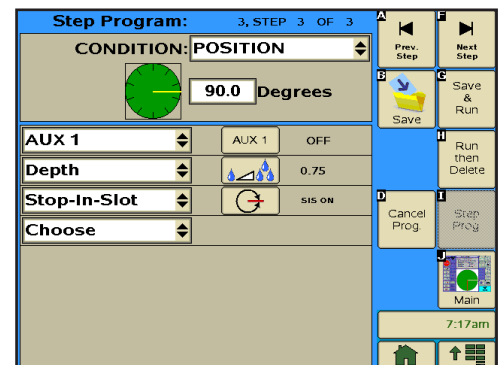 Step Program: 3, STEP 3 OF 3
CONDITION: POSITION
90.0 Degrees
AUX 1 AUX 1 OFF
Depth 0.75
Stop-In-Slot SIS ON
Choose
A
Prev.
Step
F
Next
Step
B
Save
G
Save
&
Run
H
Run
then
Delete
D
Cancel
Prog.
I
Step
Prog
J
Main
7:17am